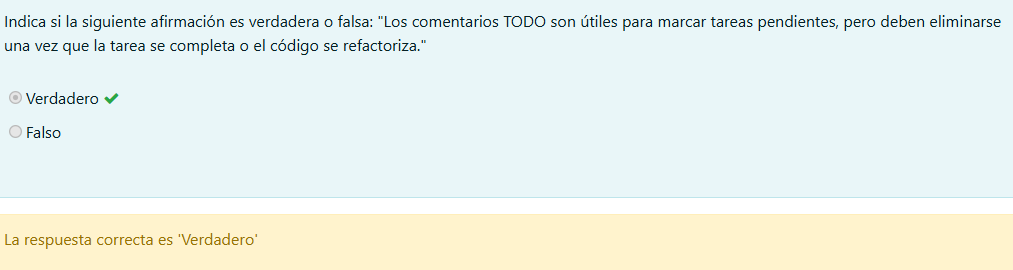 Indica si la siguiente afirmación es verdadera o falsa: "Los comentarios TODO son útiles para marcar tareas pendientes, pero deben eliminarse
una vez que la tarea se completa o el código se refactoriza."
Verdadero
Falso
La respuesta correcta es 'Verdadero'